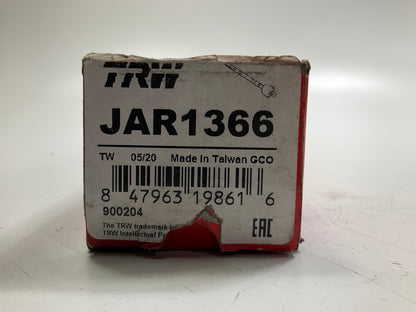 TRW
JAR1366
TW 05/20 Made In Taiwan GCO
8 47963 19861 6
900204
The TRW trademark
TRW Intellectual
EAC